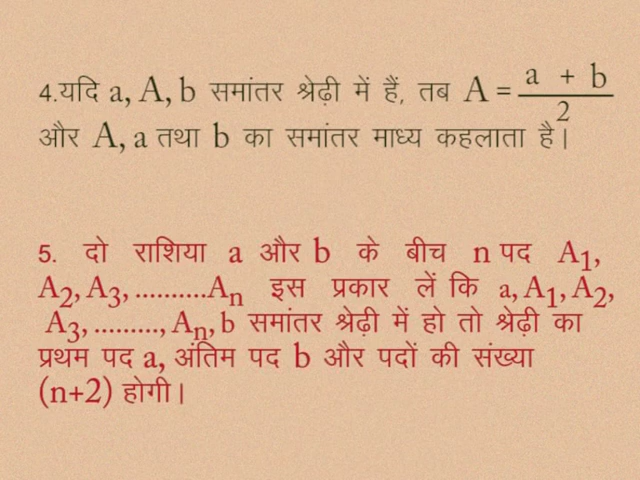 4.यदि a, A, b समांतर श्रेढ़ी में हैं, तब A = a + b / 2
और A, a तथा b का समांतर माध्य कहलाता है।
5. दो राशिया a और b के बीच n पद A₁,
A₂, A₃, ..........Aₙ इस प्रकार लें कि a, A₁, A₂,
A₃, ........., Aₙ, b समांतर श्रेढ़ी में हो तो श्रेढ़ी का
प्रथम पद a, अंतिम पद b और पदों की संख्या
(n+2) होगी।